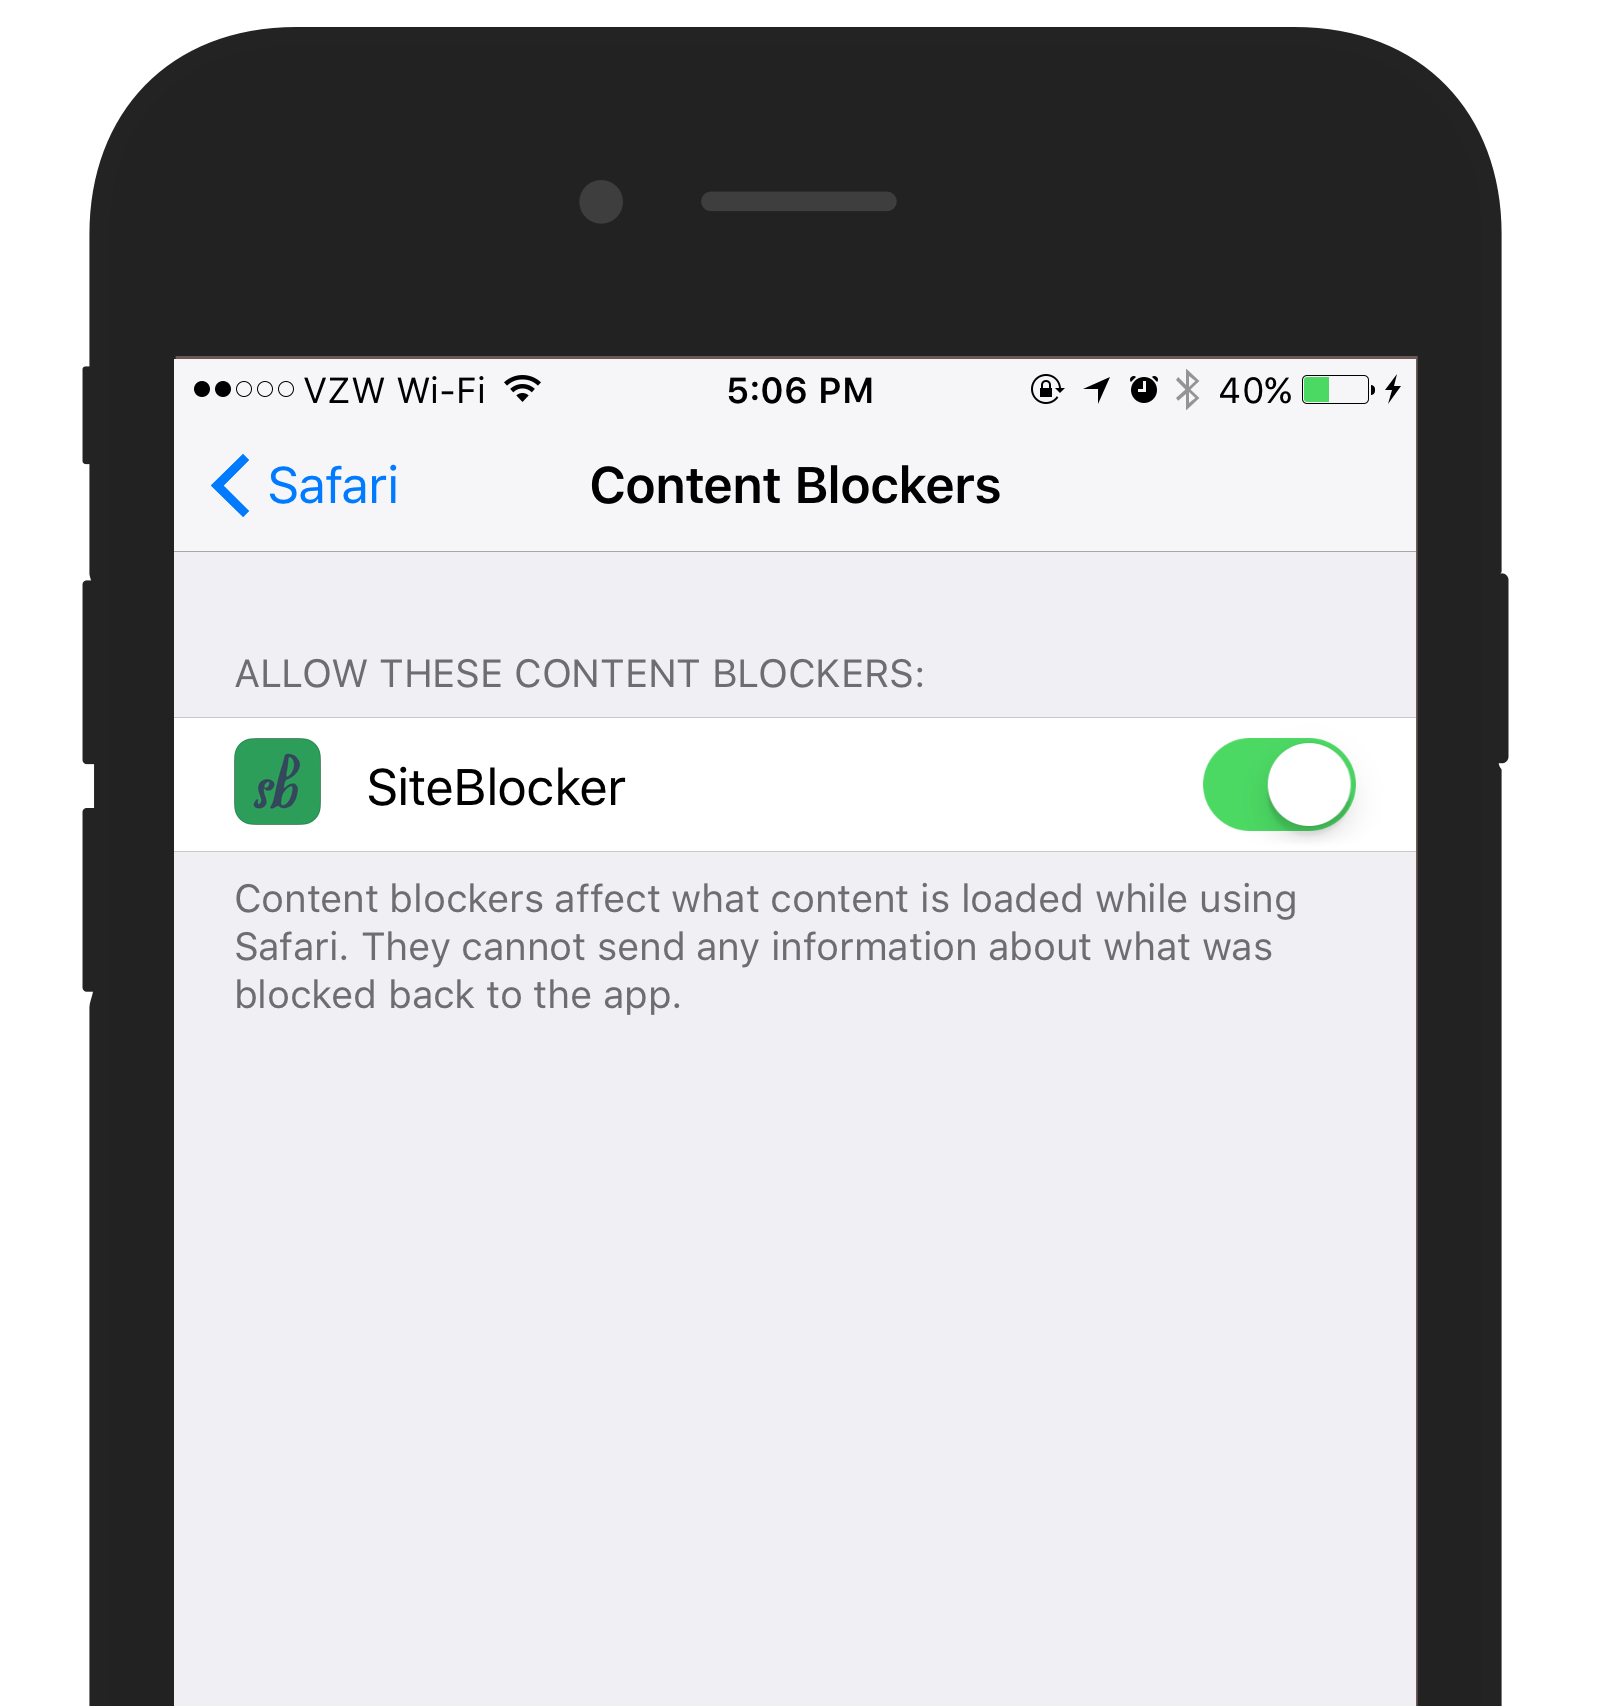 VZW Wi-Fi 5:06 PM 40%
Safari Content Blockers
ALLOW THESE CONTENT BLOCKERS:
sb SiteBlocker
Content blockers affect what content is loaded while using
Safari. They cannot send any information about what was
blocked back to the app.